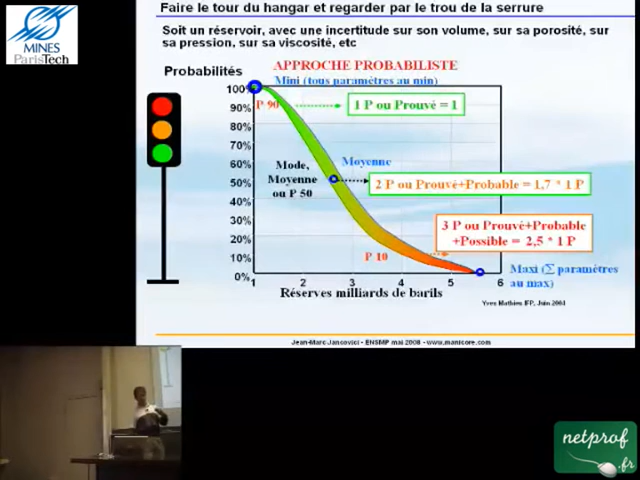 Faire le tour du hangar et regarder par le trou de la serrure
MINES
ParisTech
Soit un réservoir, avec une incertitude sur son volume, sur sa porosité, sur
sa pression, sur sa viscosité, etc
APPROCHE PROBABILISTE
Probabilités
Mini (tous paramètres au min)
100%
P 90
1 P ou Prouvé = 1
90%
80%
70%
60%
Mode,
Moyenne
ou P 50
Moyenne
50%
2 P ou Prouvé+Probable = 1.7 * 1 P
40%
30%
3 P ou Prouvé+Probable
+Possible = 2,5 * 1 P
20%
P 10
10%
0%
Maxi (∑ paramètres
au max)
1 2 3 4 5 6
Réserves milliards de barils
Yves Mathieu IFP, Juin 2004
Jean-Marc Jancovici - ENSMP mai 2008 - www.manicore.com
netprof
.fr